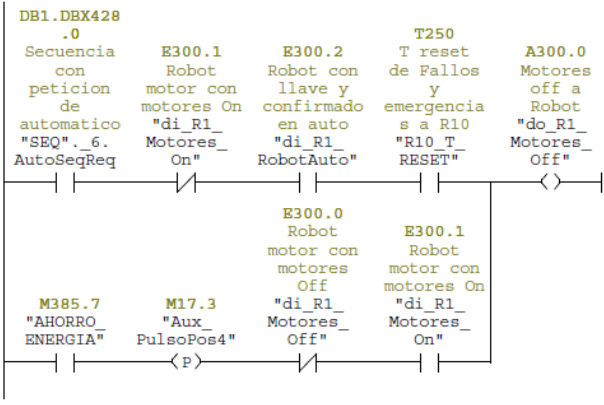 DB1.DBX428
.0
Secuencia
con
peticion
de
automatico
"SEQ"._6.
AutoSeqReq
E300.1
Robot
motor con
motores On
"di_R1_
Motores_
On"
E300.2
Robot con
llave y
confirmado
en auto
"di_R1_
RobotAuto"
T250
T reset
de Fallos
y
emergencia
s a R10
"R10_T_
RESET"
A300.0
Motores
off a
Robot
"do_R1_
Motores_
Off"
M385.7
"AHORRO_
ENERGIA"
M17.3
"Aux_
PulsoPos4"
P
E300.0
Robot
motor con
motores
Off
"di_R1_
Motores_
Off"
E300.1
Robot
motor con
motores On
"di_R1_
Motores_
On"